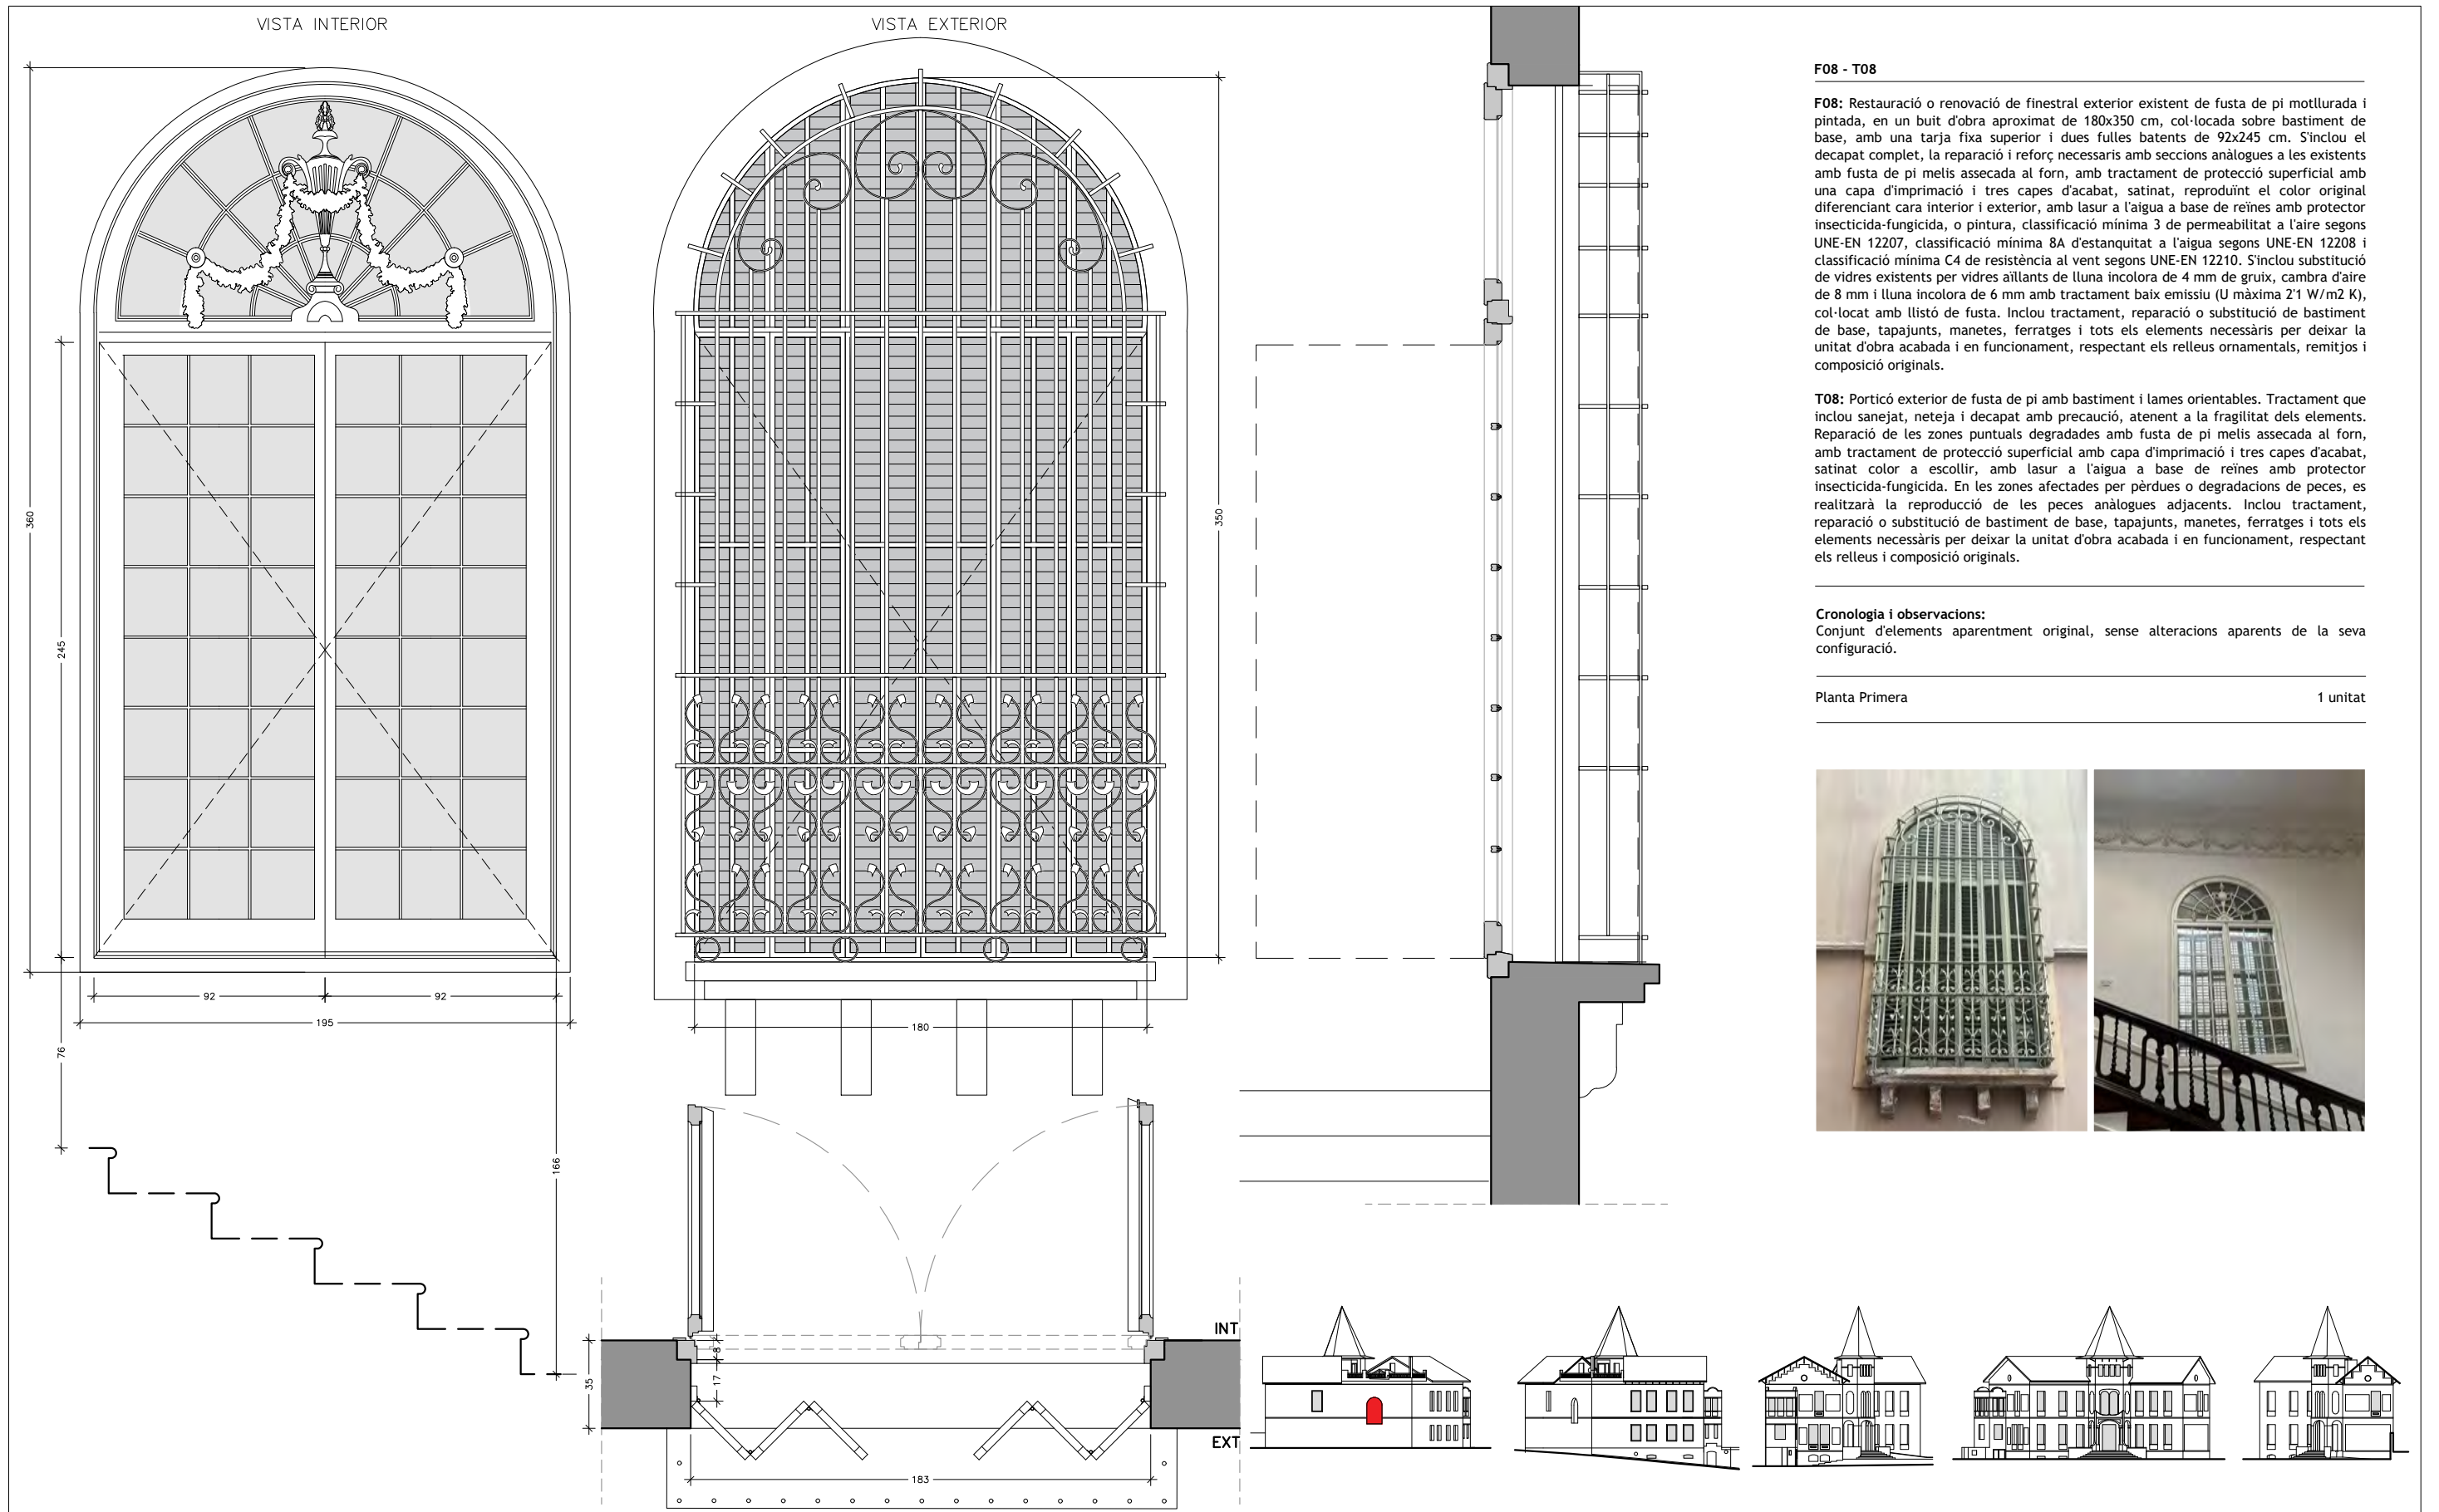 VISTA INTERIOR
VISTA EXTERIOR
360
245
76
92
92
195
166
350
180
INT
EXT
35
8
17
183
F08 - T08
F08: Restauració o renovació de finestral exterior existent de fusta de pi motllurada i
pintada, en un buit d'obra aproximat de 180x350 cm, col·locada sobre bastiment de
base, amb una tarja fixa superior i dues fulles batents de 92x245 cm. S'inclou el
decapat complet, la reparació i reforç necessaris amb seccions anàlogues a les existents
amb fusta de pi melis assecada al forn, amb tractament de protecció superficial amb
una capa d'imprimació i tres capes d'acabat, satinat, reproduïnt el color original
diferenciant cara interior i exterior, amb lasur a l'aigua a base de reïnes amb protector
insecticida-fungicida, o pintura, classificació mínima 3 de permeabilitat a l'aire segons
UNE-EN 12207, classificació mínima 8A d'estanquitat a l'aigua segons UNE-EN 12208 i
classificació mínima C4 de resistència al vent segons UNE-EN 12210. S'inclou substitució
de vidres existents per vidres aïllants de lluna incolora de 4 mm de gruix, cambra d'aire
de 8 mm i lluna incolora de 6 mm amb tractament baix emissiu (U màxima 2'1 W/m2 K),
col·locat amb llistó de fusta. Inclou tractament, reparació o substitució de bastiment
de base, tapajunts, manetes, ferratges i tots els elements necessàris per deixar la
unitat d'obra acabada i en funcionament, respectant els relleus ornamentals, remitjos i
composició originals.
T08: Porticó exterior de fusta de pi amb bastiment i lames orientables. Tractament que
inclou sanejat, neteja i decapat amb precaució, atenent a la fragilitat dels elements.
Reparació de les zones puntuals degradades amb fusta de pi melis assecada al forn,
amb tractament de protecció superficial amb capa d'imprimació i tres capes d'acabat,
satinat color a escollir, amb lasur a l'aigua a base de reïnes amb protector
insecticida-fungicida. En les zones afectades per pèrdues o degradacions de peces, es
realitzarà la reproducció de les peces anàlogues adjacents. Inclou tractament,
reparació o substitució de bastiment de base, tapajunts, manetes, ferratges i tots els
elements necessàris per deixar la unitat d'obra acabada i en funcionament, respectant
els relleus i composició originals.
Cronologia i observacions:
Conjunt d'elements aparentment original, sense alteracions aparents de la seva
configuració.
Planta Primera 1 unitat